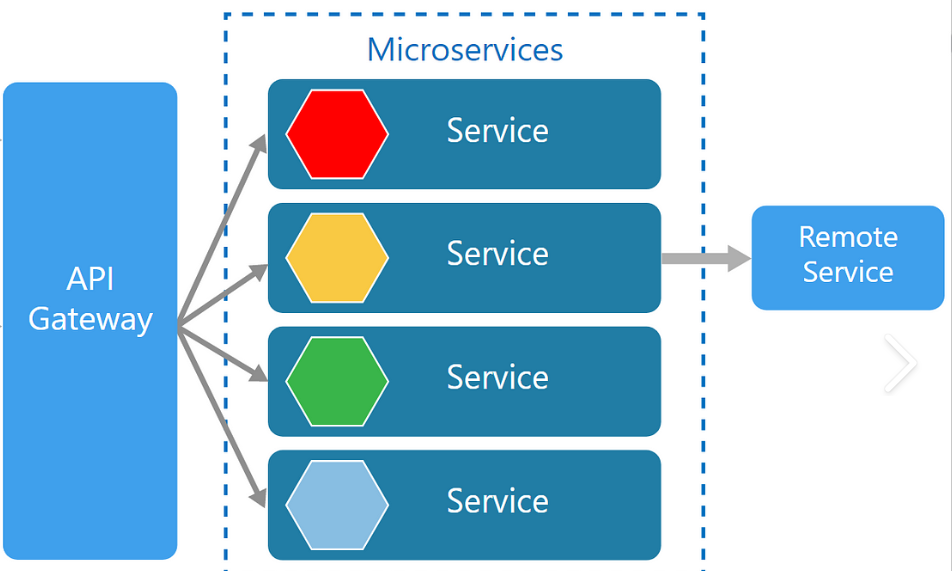 Microservices
API
Gateway
Service
Service
Service
Service
Remote
Service